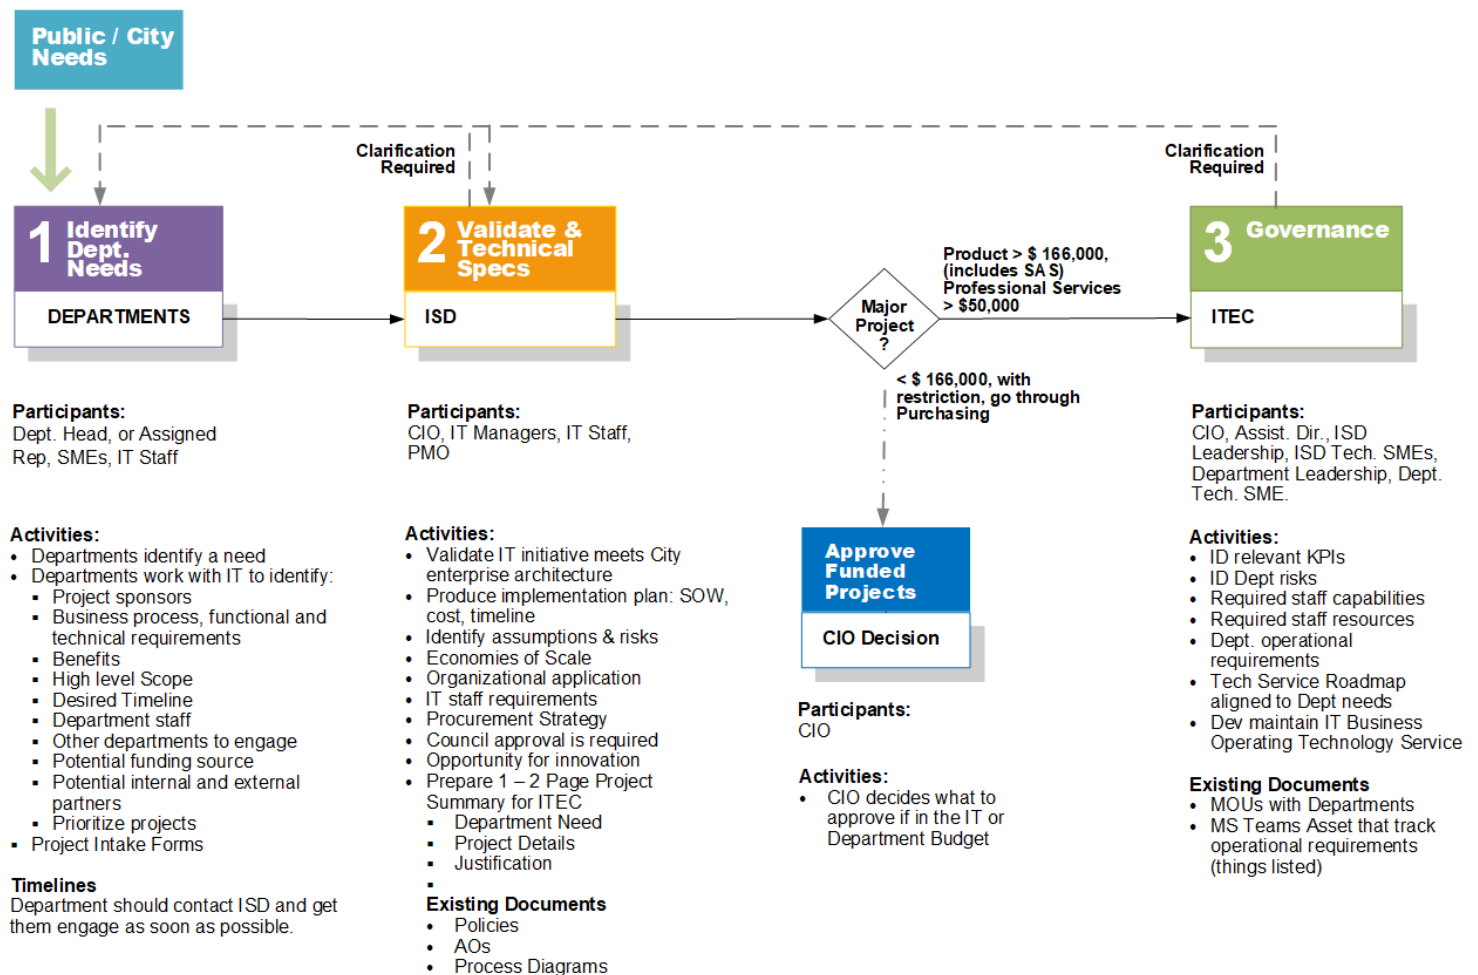 Public / City
Needs
Clarification
Required
Clarification
Required
1 Identify
Dept.
Needs
DEPARTMENTS
2 Validate &
Technical
Specs
ISD
Major
Project
?
Product > $ 166,000,
(includes SAS)
Professional Services
> $50,000
3 Governance
ITEC
< $ 166,000, with
restriction, go through
Purchasing
Participants:
Dept. Head, or Assigned
Rep, SMEs, IT Staff
Activities:
• Departments identify a need
• Departments work with IT to identify:
▪ Project sponsors
▪ Business process, functional and
technical requirements
▪ Benefits
▪ High level Scope
▪ Desired Timeline
▪ Department staff
▪ Other departments to engage
▪ Potential funding source
▪ Potential internal and external
partners
▪ Prioritize projects
▪ Project Intake Forms
Timelines
Department should contact ISD and get
them engage as soon as possible.
Participants:
CIO, IT Managers, IT Staff,
PMO
Activities:
• Validate IT initiative meets City
enterprise architecture
• Produce implementation plan: SOW,
cost, timeline
• Identify assumptions & risks
• Economies of Scale
• Organizational application
• IT staff requirements
• Procurement Strategy
• Council approval is required
• Opportunity for innovation
• Prepare 1 – 2 Page Project
Summary for ITEC
▪ Department Need
▪ Project Details
▪ Justification
▪
Existing Documents
• Policies
• AOs
• Process Diagrams
Approve
Funded
Projects
CIO Decision
Participants:
CIO
Activities:
• CIO decides what to
approve if in the IT or
Department Budget
Participants:
CIO, Assist. Dir., ISD
Leadership, ISD Tech. SMEs,
Department Leadership, Dept.
Tech. SME.
Activities:
• ID relevant KPIs
• ID Dept risks
• Required staff capabilities
• Required staff resources
• Dept. operational
requirements
• Tech Service Roadmap
aligned to Dept needs
• Dev maintain IT Business
Operating Technology Service
Existing Documents
• MOUs with Departments
• MS Teams Asset that track
operational requirements
(things listed)